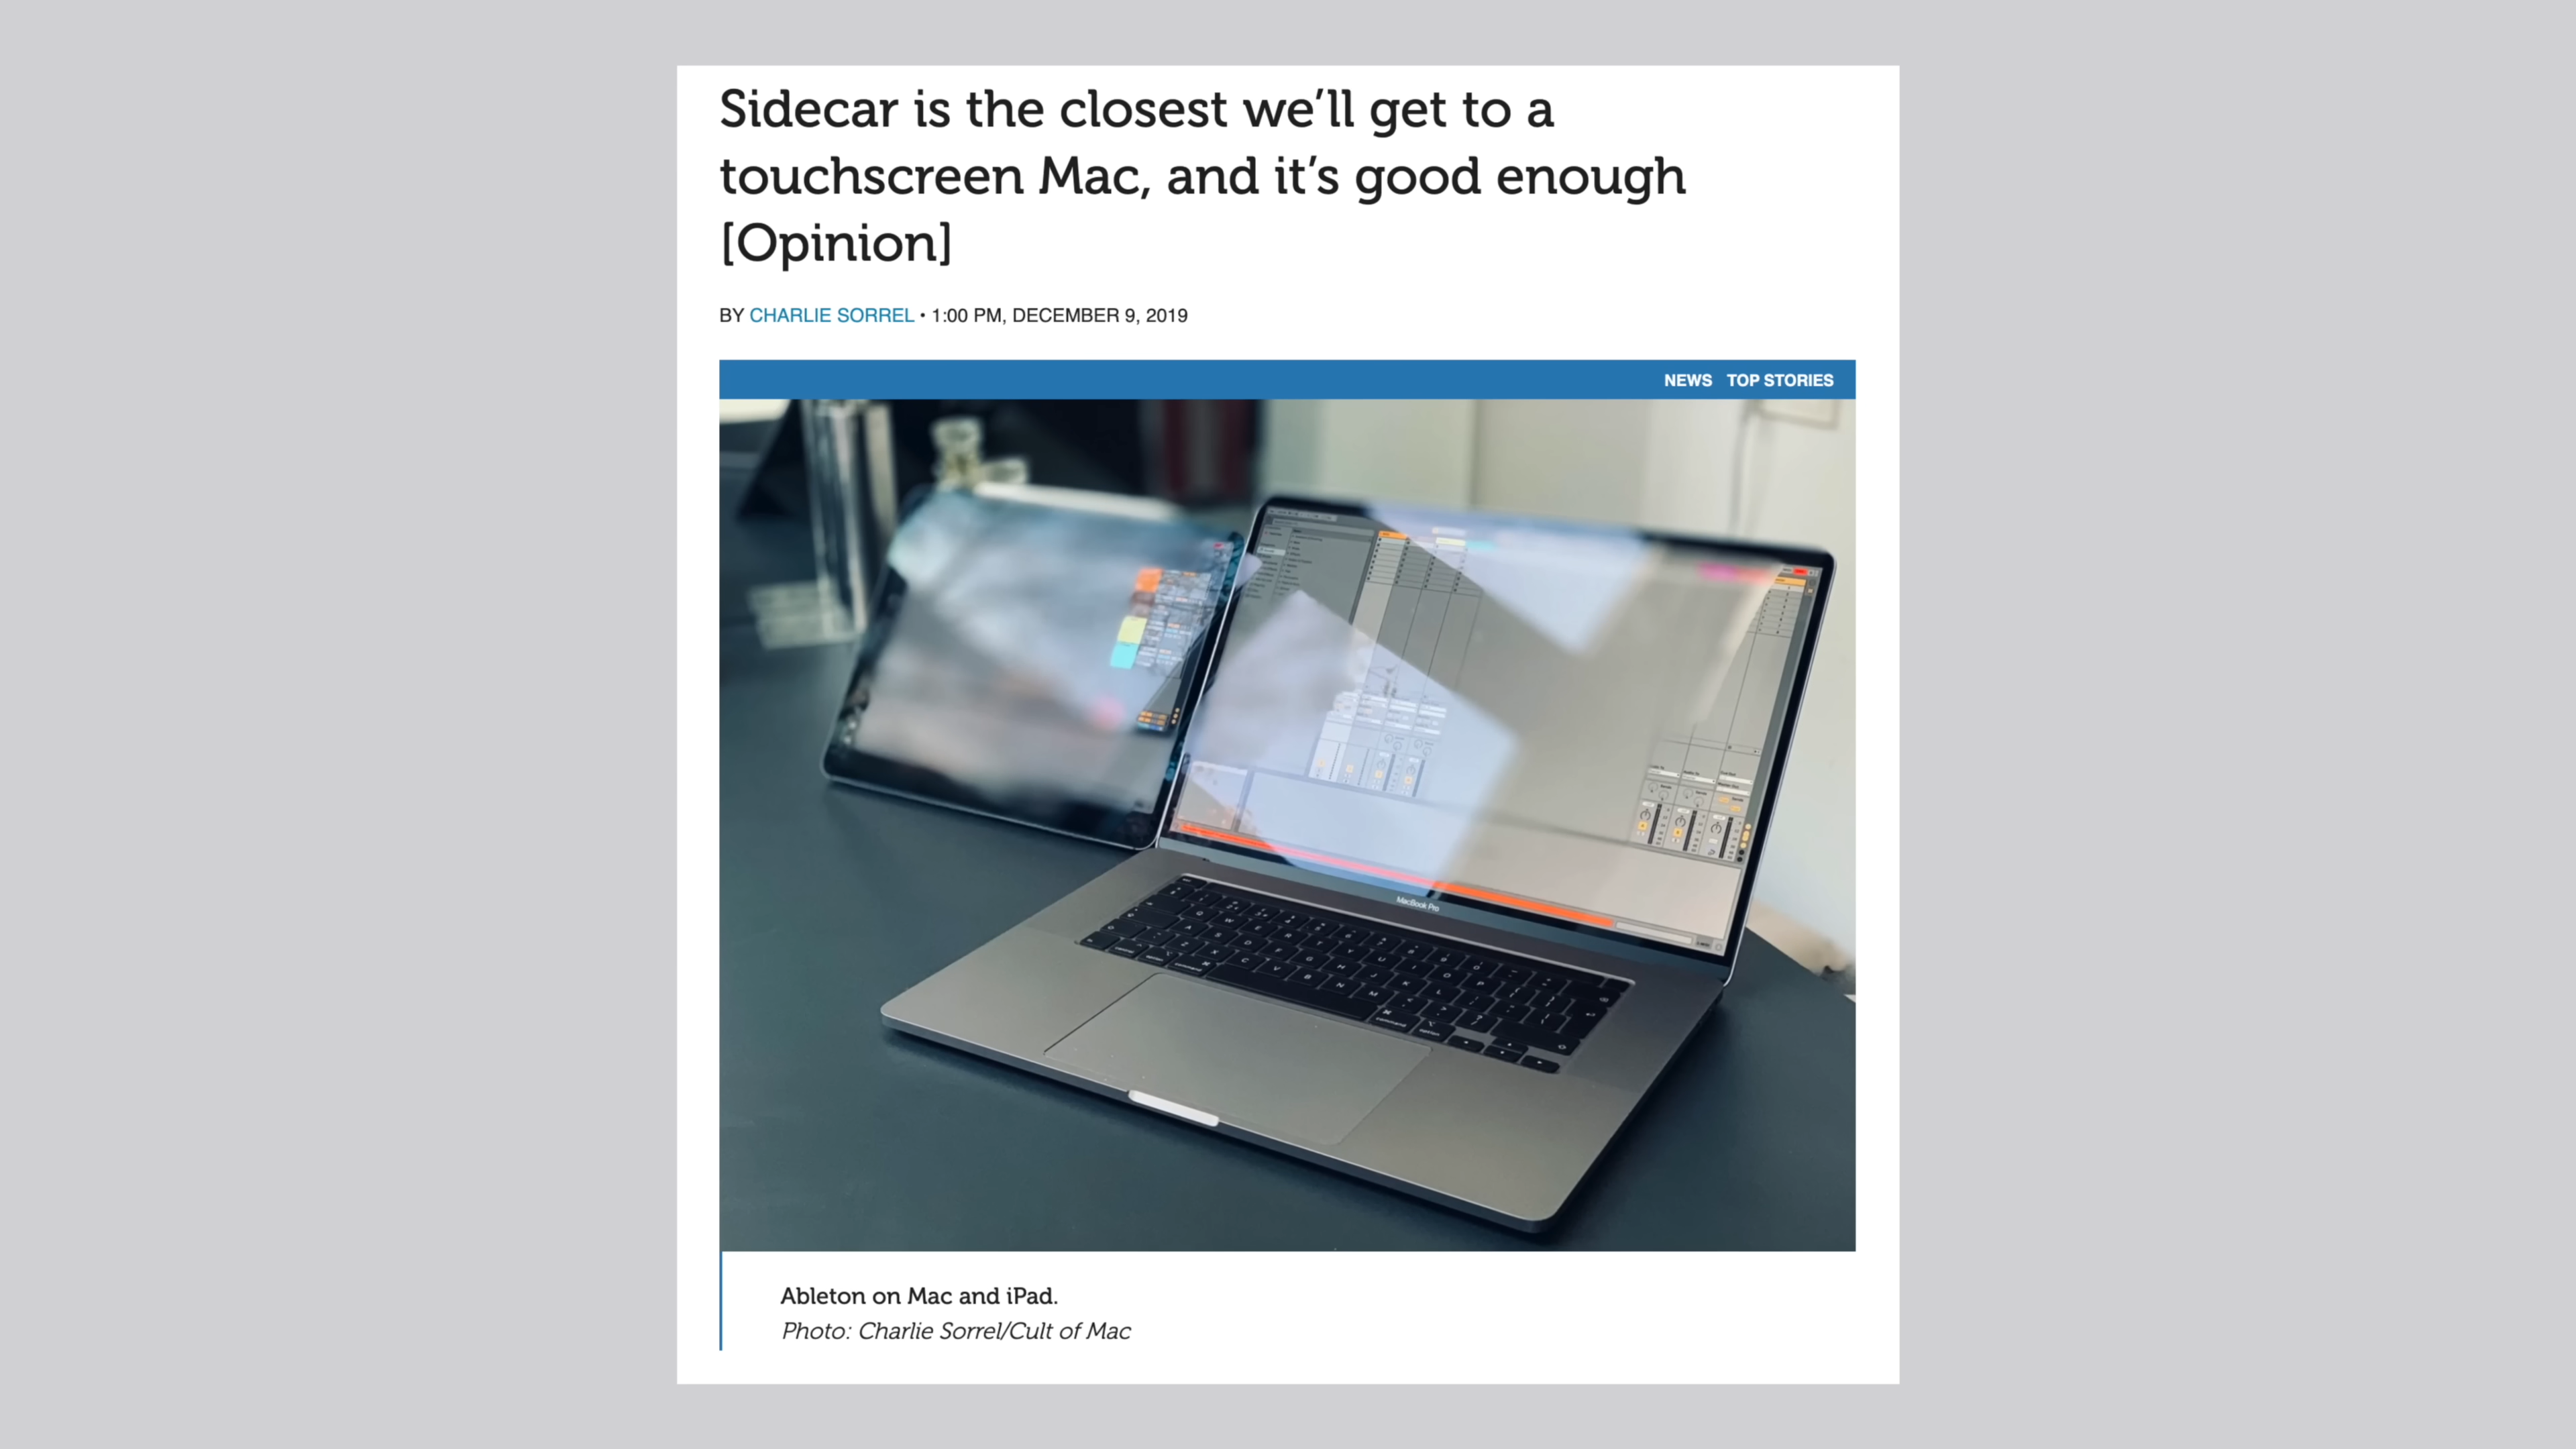 Sidecar is the closest we’ll get to a
touchscreen Mac, and it’s good enough
[Opinion]
BY CHARLIE SORREL • 1:00 PM, DECEMBER 9, 2019
NEWS TOP STORIES
MacBook Pro
Ableton on Mac and iPad.
Photo: Charlie Sorrel/Cult of Mac